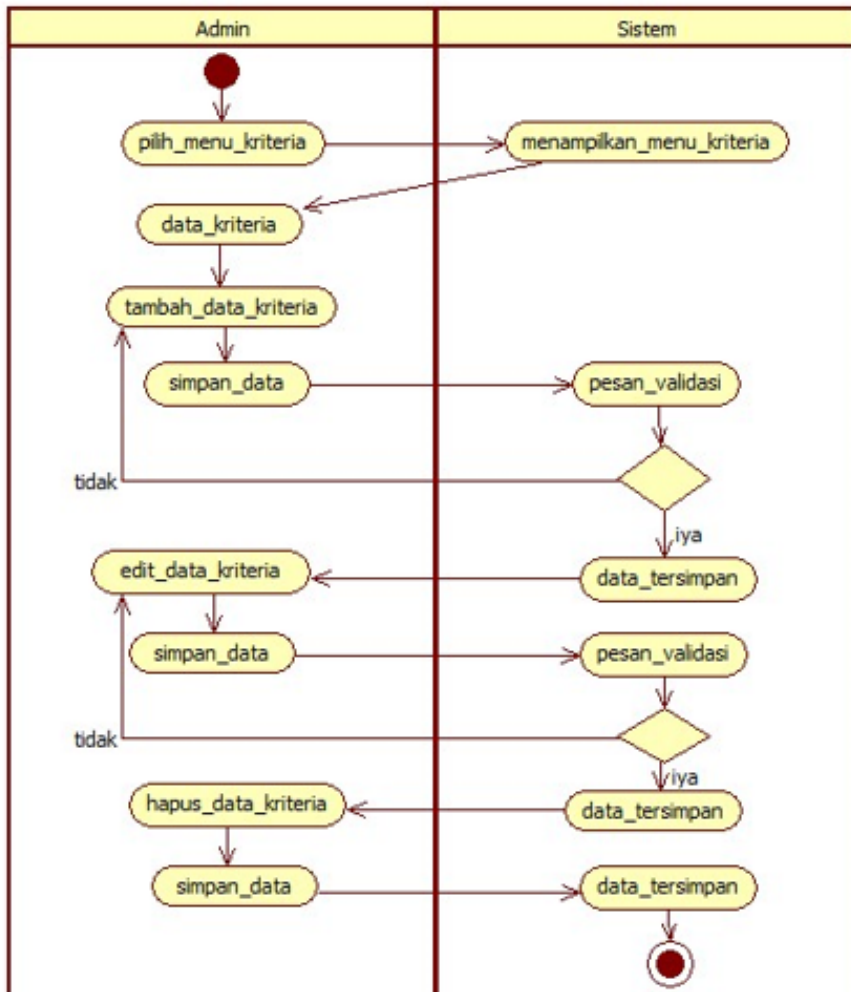 Admin
Sistem
pilih_menu_kriteria
menampilkan_menu_kriteria
data_kriteria
tambah_data_kriteria
simpan_data
pesan_validasi
tidak
iya
edit_data_kriteria
data_tersimpan
simpan_data
pesan_validasi
tidak
iya
hapus_data_kriteria
data_tersimpan
simpan_data
data_tersimpan